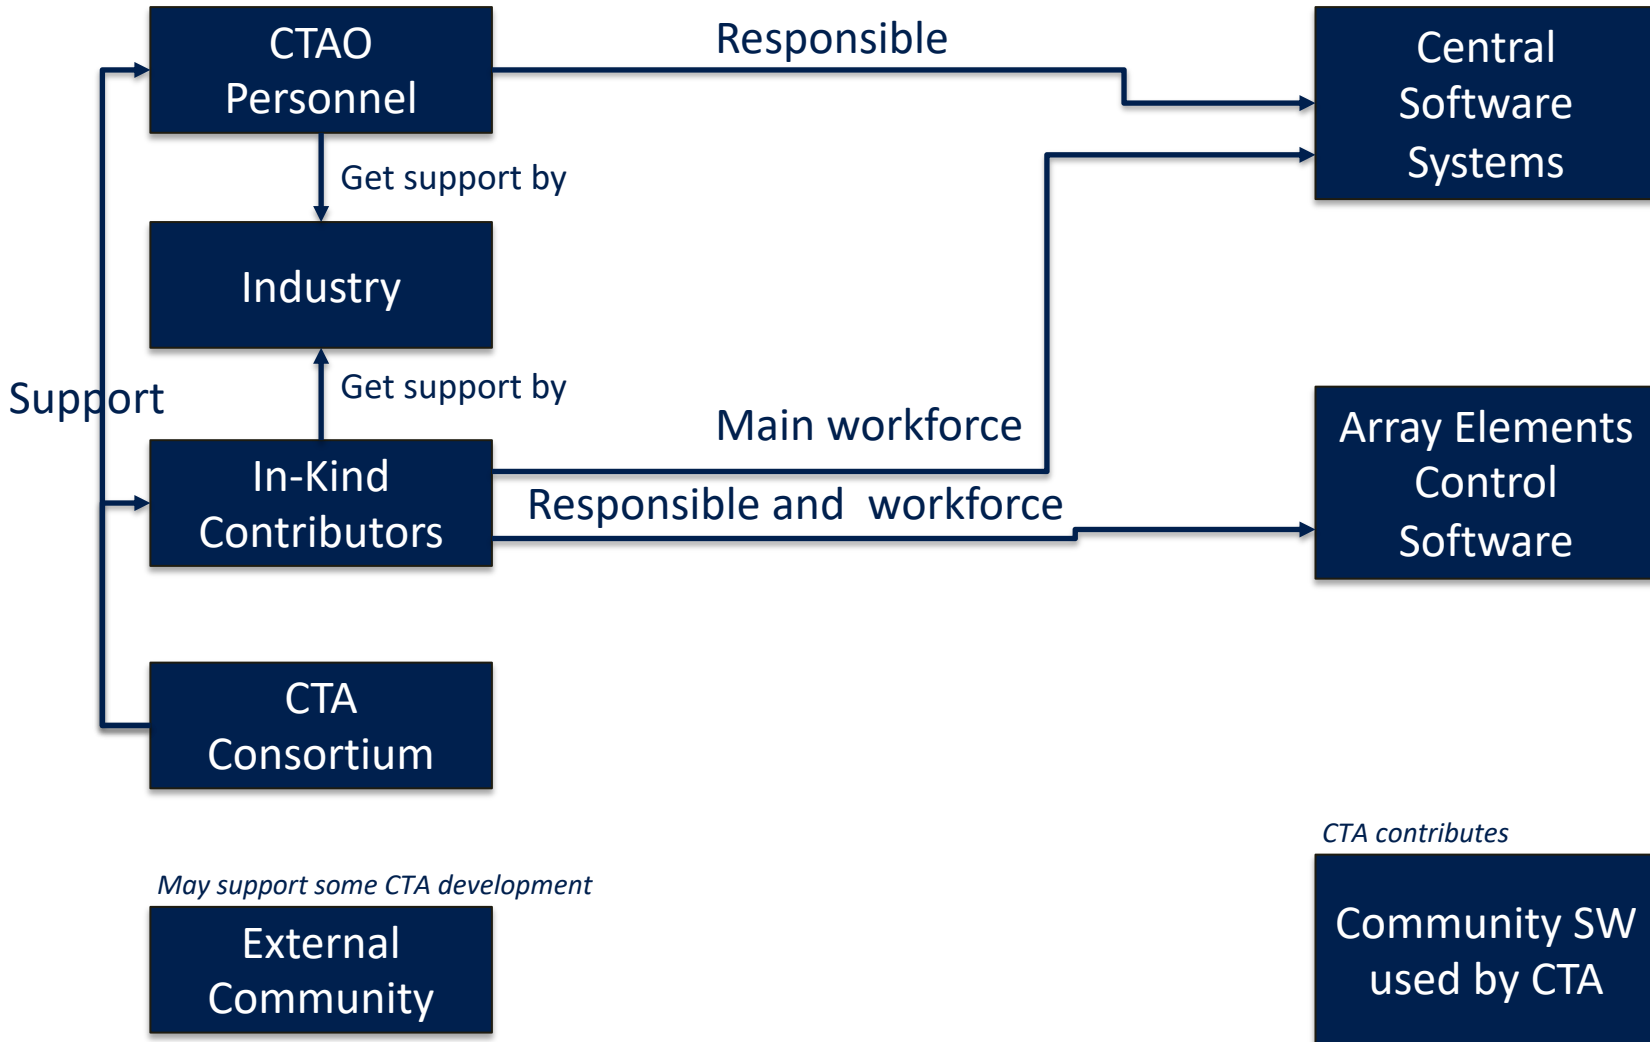 CTAO
Personnel
Responsible
Central
Software
Systems
Get support by
Industry
Support
Get support by
Main workforce
In-Kind
Contributors
Responsible and  workforce
Array Elements
Control
Software
CTA
Consortium
May support some CTA development
External
Community
CTA contributes
Community SW
used by CTA